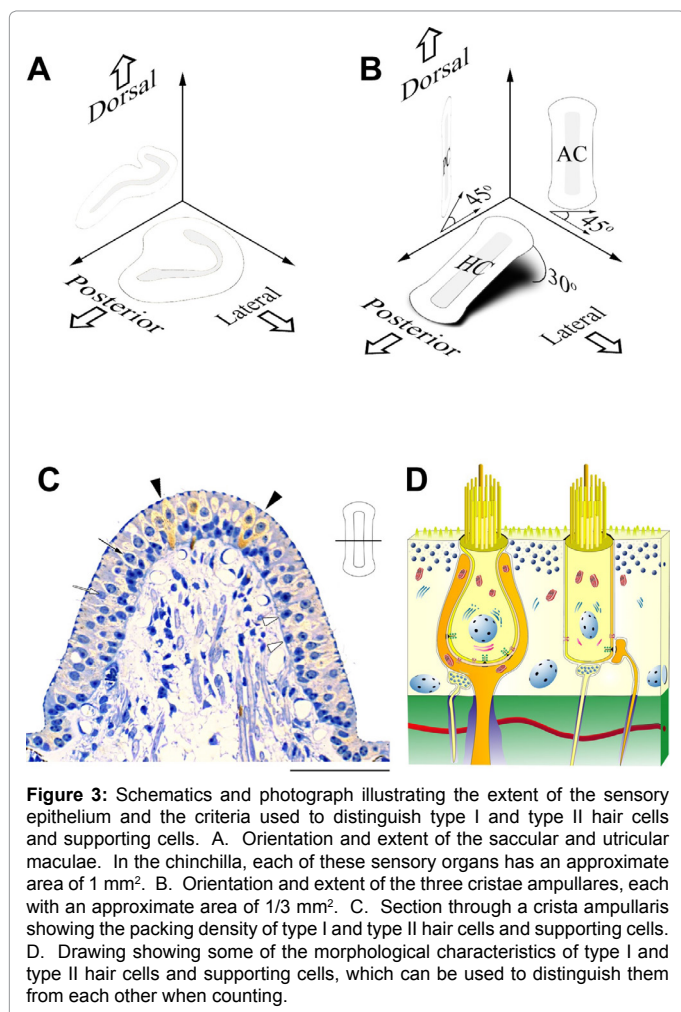 A
Dorsal
Posterior
Lateral
B
Dorsal
PC
45°
AC
45°
HC
30°
Posterior
Lateral
C
D
Figure 3: Schematics and photograph illustrating the extent of the sensory
epithelium and the criteria used to distinguish type I and type II hair cells
and supporting cells. A. Orientation and extent of the saccular and utricular
maculae. In the chinchilla, each of these sensory organs has an approximate
area of 1 mm². B. Orientation and extent of the three cristae ampullares, each
with an approximate area of 1/3 mm². C. Section through a crista ampullaris
showing the packing density of type I and type II hair cells and supporting cells.
D. Drawing showing some of the morphological characteristics of type I and
type II hair cells and supporting cells, which can be used to distinguish them
from each other when counting.